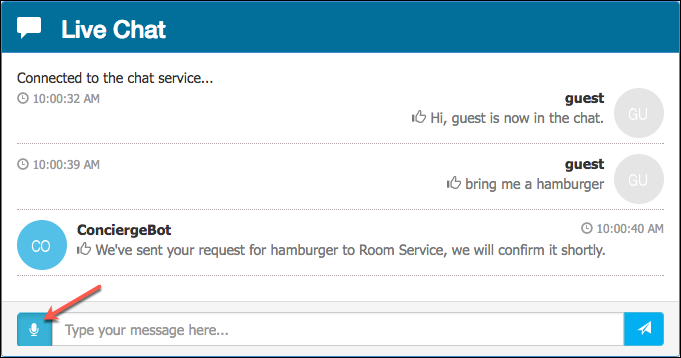 Live Chat
Connected to the chat service...
10:00:32 AM
guest
Hi, guest is now in the chat.
GU
10:00:39 AM
guest
bring me a hamburger
GU
CO
ConciergeBot
10:00:40 AM
We've sent your request for hamburger to Room Service, we will confirm it shortly.
Type your message here...